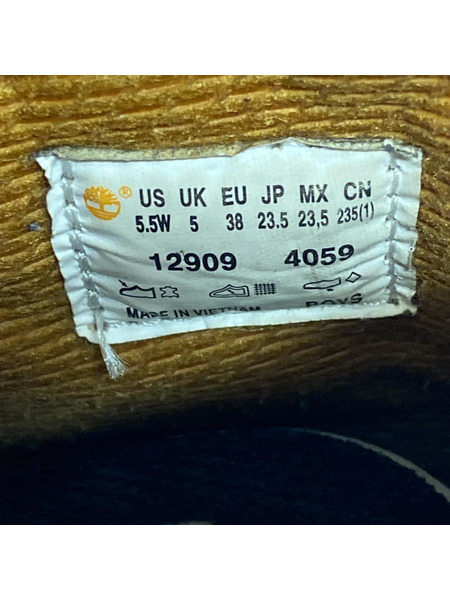 ® US UK EU JP MX CN
5.5W 5 38 23.5 23,5 235(1)
12909 4059
MADE IN VIETNAM BOYS